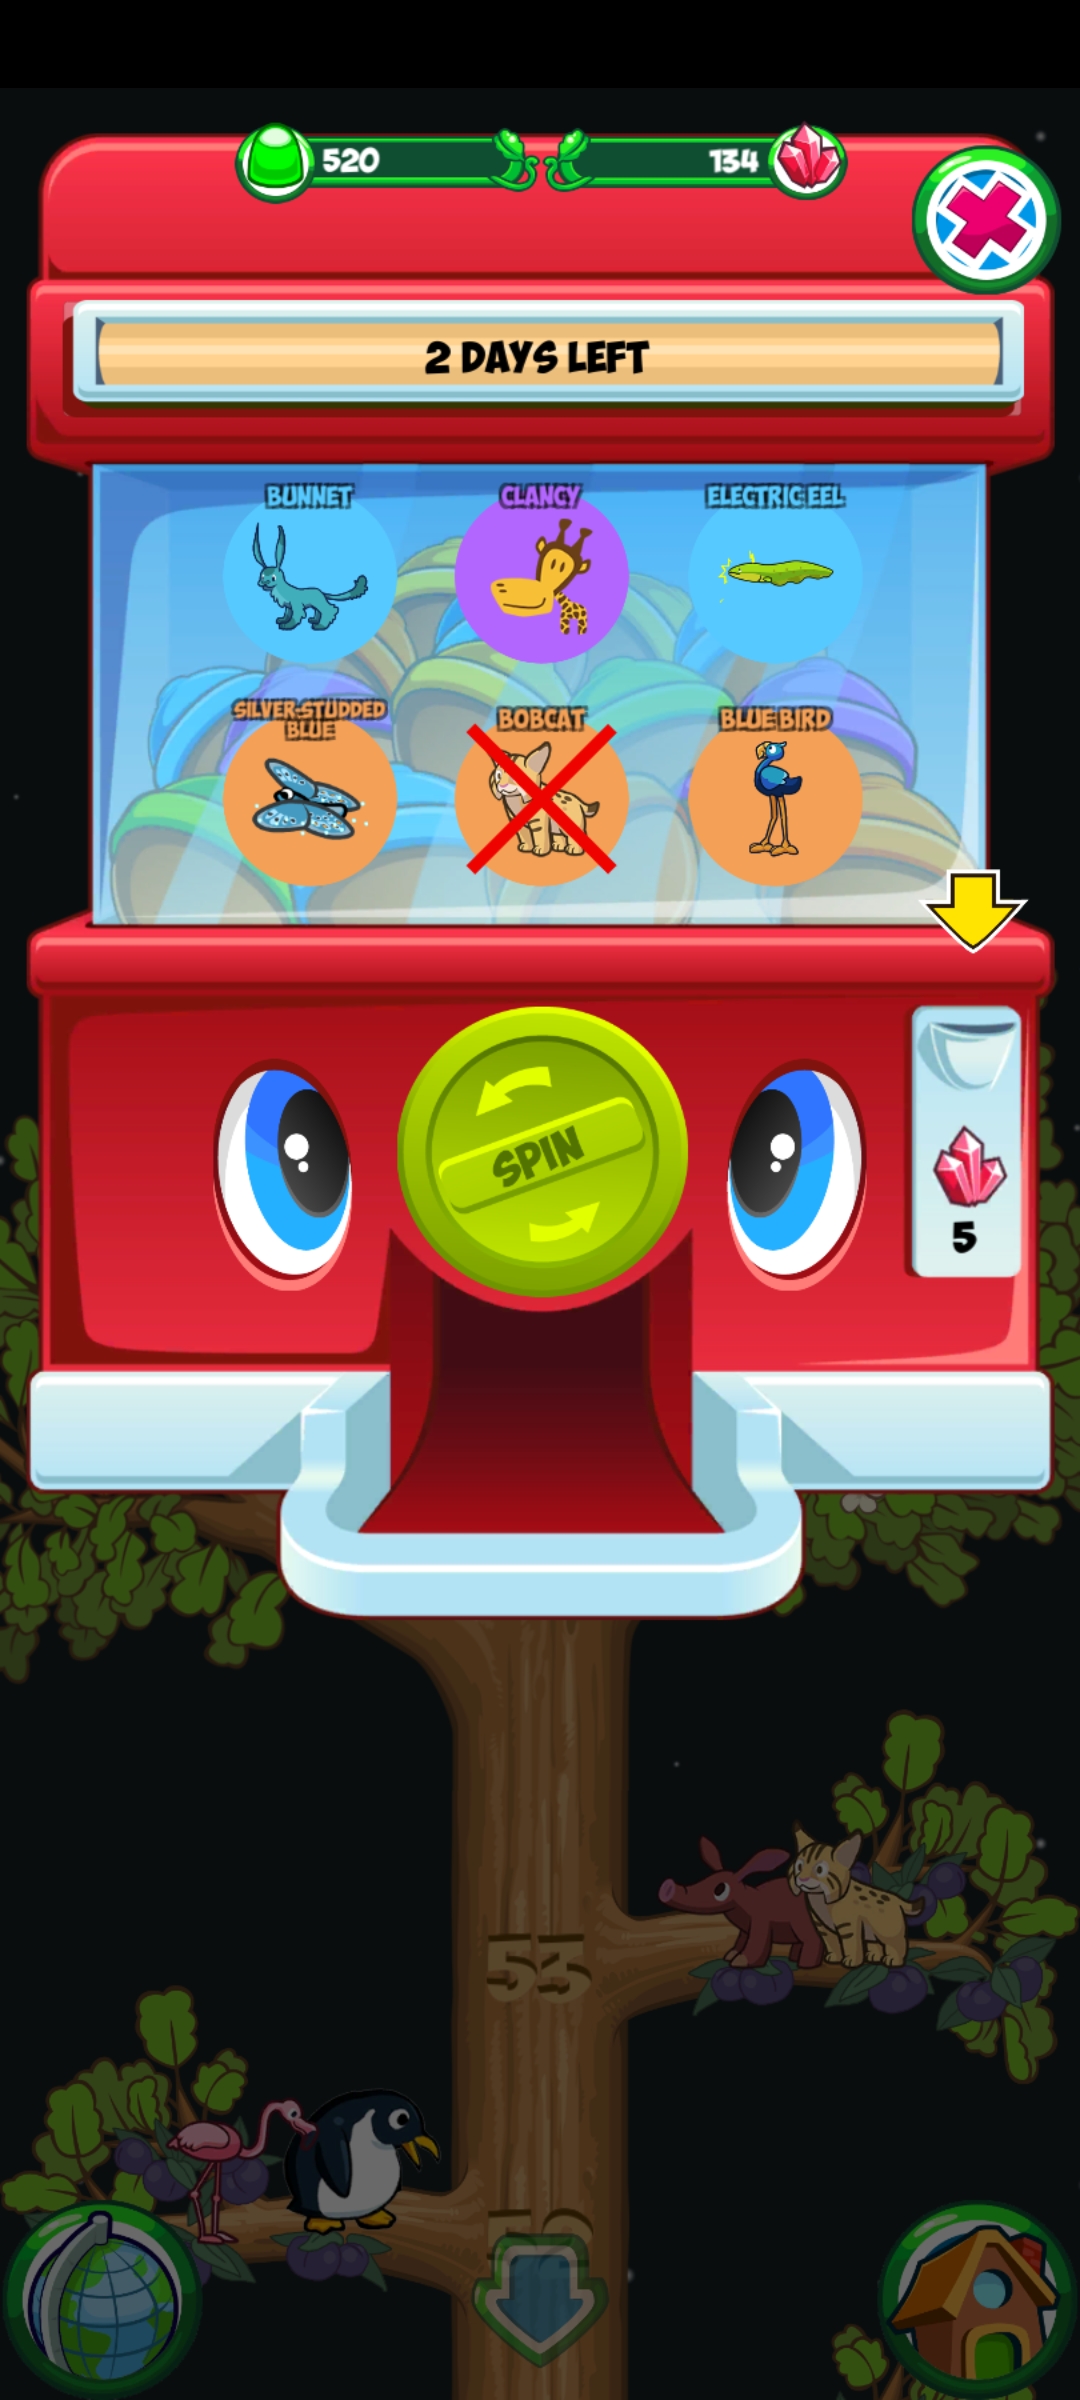 520
134
2 DAYS LEFT
BUNNET
CLANCY
ELECTRIC EEL
SILVER-STUDDED
BLUE
BOBCAT
BLUE BIRD
SPIN
5
53